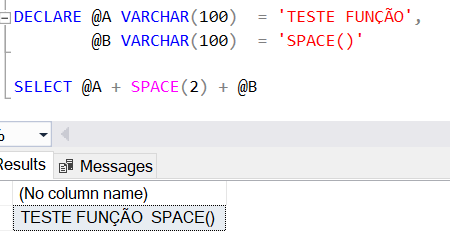 DECLARE @A VARCHAR(100)  = 'TESTE FUNÇÃO',
@B VARCHAR(100)  = 'SPACE()'
SELECT @A + SPACE(2) + @B
%
Results Messages
(No column name)
TESTE FUNÇÃO  SPACE()